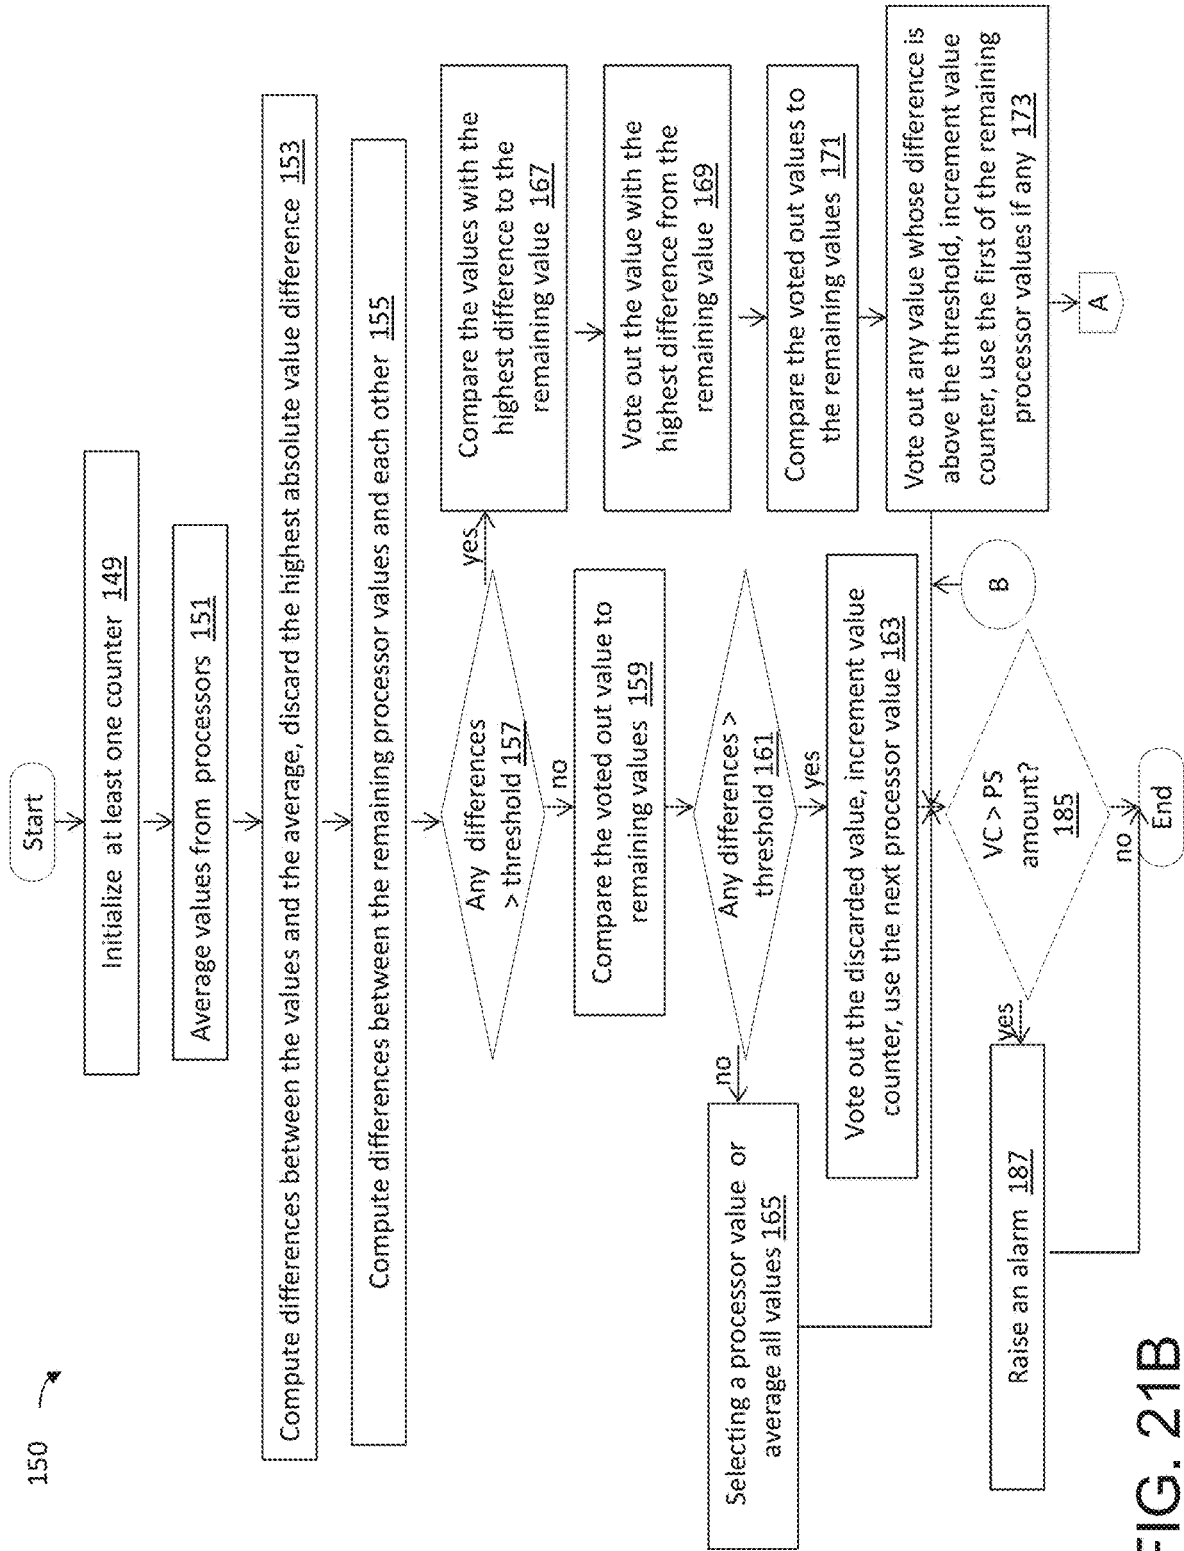 150
Start
Initialize at least one counter 149
Average values from processors 151
Compute differences between the values and the average, discard the highest absolute value difference 153
Compute differences between the remaining processor values and each other 155
Any differences
> threshold 157
yes
no
Compare the values with the
highest difference to the
remaining value 167
Vote out the value with the
highest difference from the
remaining value 169
Compare the voted out values to
the remaining values 171
Vote out any value whose difference is
above the threshold, increment value
counter, use the first of the remaining
processor values if any 173
A
Compare the voted out value to
remaining values 159
Any differences >
threshold 161
no
yes
Selecting a processor value or
average all values 165
Vote out the discarded value, increment value
counter, use the next processor value 163
B
VC > PS
amount?
185
yes
no
Raise an alarm 187
End
FIG. 21B